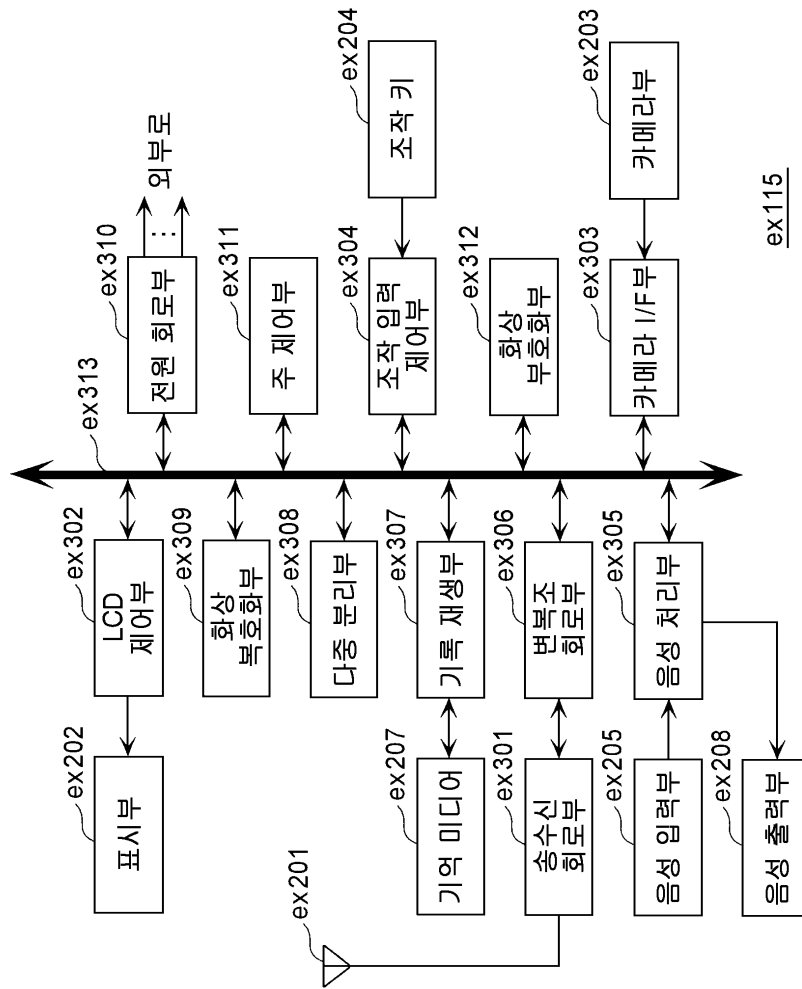 ex115
ex201
ex202
표시부
ex302
LCD
제어부
ex313
ex310
전원 회로부
외부로
ex309
화상
복호화부
ex311
주 제어부
ex308
다중 분리부
ex304
조작 입력
제어부
ex204
조작 키
ex207
기억 미디어
ex307
기록 재생부
ex312
화상
부호화부
ex301
송수신
회로부
ex306
변복조
회로부
ex303
카메라 I/F부
ex203
카메라부
ex205
음성 입력부
ex305
음성 처리부
ex208
음성 출력부